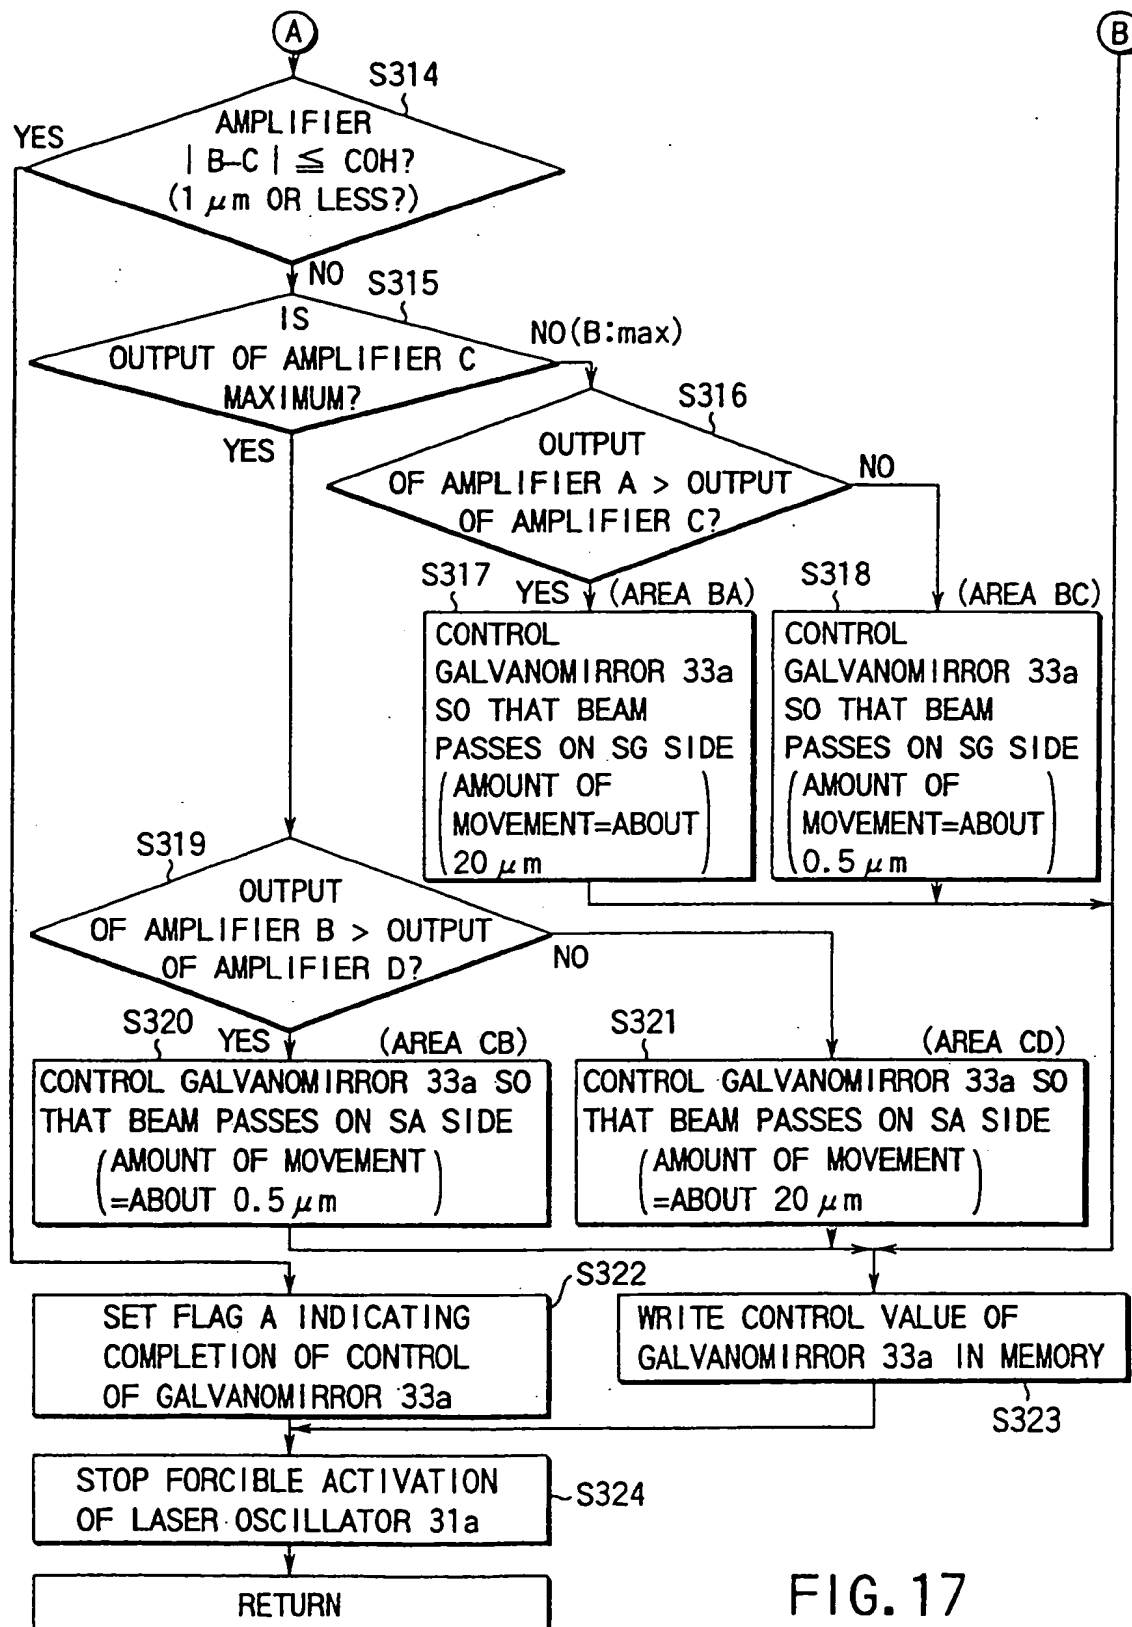 A
B
S314
YES
AMPLIFIER
| B–C | ≦ COH?
(1 μm OR LESS?)
NO
S315
IS
OUTPUT OF AMPLIFIER C
MAXIMUM?
NO(B:max)
YES
S316
OUTPUT
OF AMPLIFIER A > OUTPUT
OF AMPLIFIER C?
NO
S317
YES
(AREA BA)
S318
(AREA BC)
CONTROL
GALVANOMIRROR 33a
SO THAT BEAM
PASSES ON SG SIDE
(AMOUNT OF
MOVEMENT=ABOUT
20 μm)
CONTROL
GALVANOMIRROR 33a
SO THAT BEAM
PASSES ON SG SIDE
(AMOUNT OF
MOVEMENT=ABOUT
0.5 μm)
S319
OUTPUT
OF AMPLIFIER B > OUTPUT
OF AMPLIFIER D?
NO
S320
YES
(AREA CB)
S321
(AREA CD)
CONTROL GALVANOMIRROR 33a SO
THAT BEAM PASSES ON SA SIDE
(AMOUNT OF MOVEMENT
=ABOUT 0.5 μm)
CONTROL GALVANOMIRROR 33a SO
THAT BEAM PASSES ON SA SIDE
(AMOUNT OF MOVEMENT
=ABOUT 20 μm)
S322
SET FLAG A INDICATING
COMPLETION OF CONTROL
OF GALVANOMIRROR 33a
WRITE CONTROL VALUE OF
GALVANOMIRROR 33a IN MEMORY
S323
STOP FORCIBLE ACTIVATION
OF LASER OSCILLATOR 31a
S324
RETURN
FIG. 17